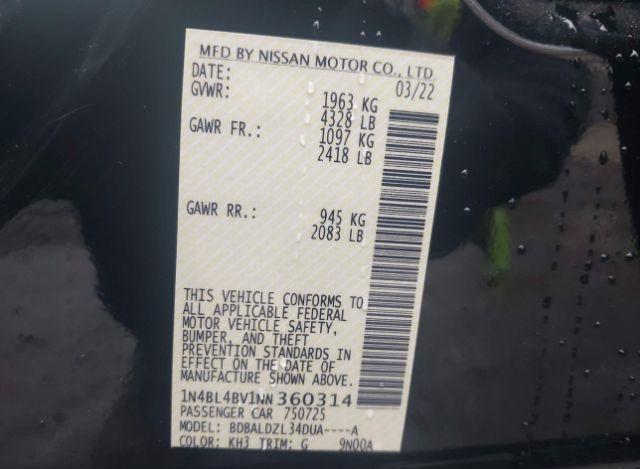 MFD BY NISSAN MOTOR CO., LTD.
DATE: 03/22
GVWR: 1963 KG
4328 LB
GAWR FR.: 1097 KG
2418 LB
GAWR RR.: 945 KG
2083 LB
THIS VEHICLE CONFORMS TO
ALL APPLICABLE FEDERAL
MOTOR VEHICLE SAFETY,
BUMPER, AND THEFT
PREVENTION STANDARDS IN
EFFECT ON THE DATE OF
MANUFACTURE SHOWN ABOVE.
1N4BL4BV1NN360314
PASSENGER CAR 750725
MODEL: BDBALDZL34DUA----A
COLOR: KH3 TRIM: G 9N00A